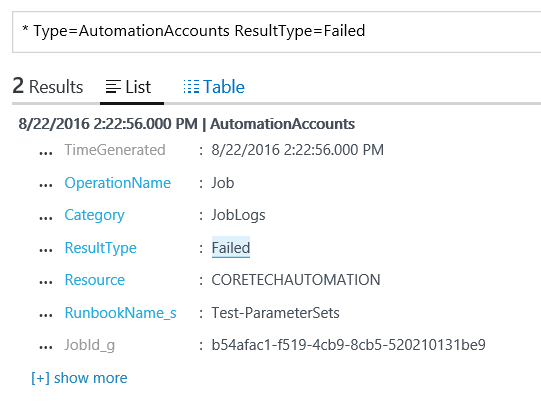 * Type=AutomationAccounts ResultType=Failed
2 Results List Table
8/22/2016 2:22:56.000 PM | AutomationAccounts
... TimeGenerated : 8/22/2016 2:22:56.000 PM
... OperationName : Job
... Category : JobLogs
... ResultType : Failed
... Resource : CORETECHAUTOMATION
... RunbookName_s : Test-ParameterSets
... JobId_g : b54afac1-f519-4cb9-8cb5-520210131be9
[+] show more